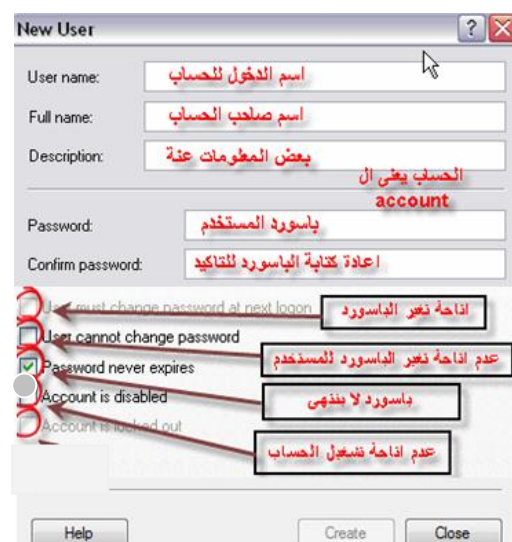 New User
?
User name:
اسم الدخول للحساب
Full name:
اسم صاحب الحساب
Description:
بعض المعلومات عنة
الحساب يعنى ال
account
Password:
باسورد المستخدم
Confirm password:
اعادة كتابة الباسورد للتاكيد
User must change password at next logon
اتاحة تغير الباسورد
User cannot change password
عدم اتاحة تغير الباسورد للمستخدم
Password never expires
باسورد لا ينتهى
Account is disabled
Account is locked out
عدم اتاحة تشغيل الحساب
Help
Create
Close